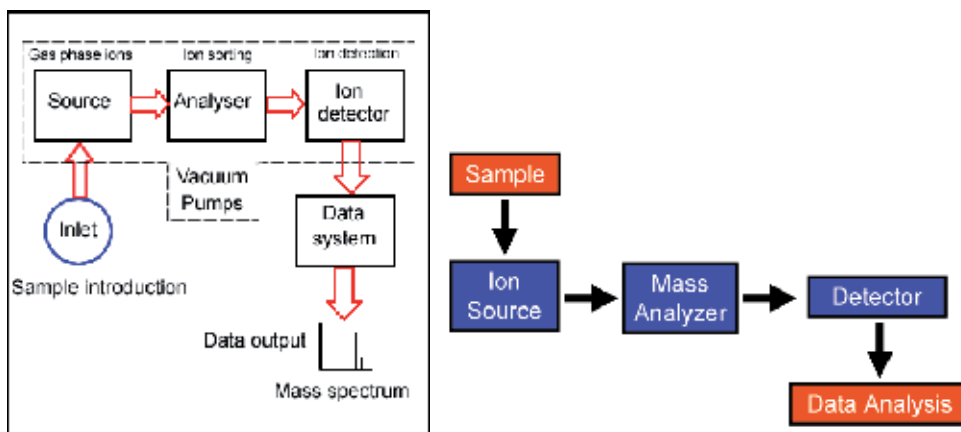 Gas phase ions
Ion sorting
Ion detection
Source
Analyser
Ion
detector
Vacuum
Pumps
Inlet
Data
system
Sample introduction
Data output
Mass spectrum
Sample
Ion
Source
Mass
Analyzer
Detector
Data Analysis